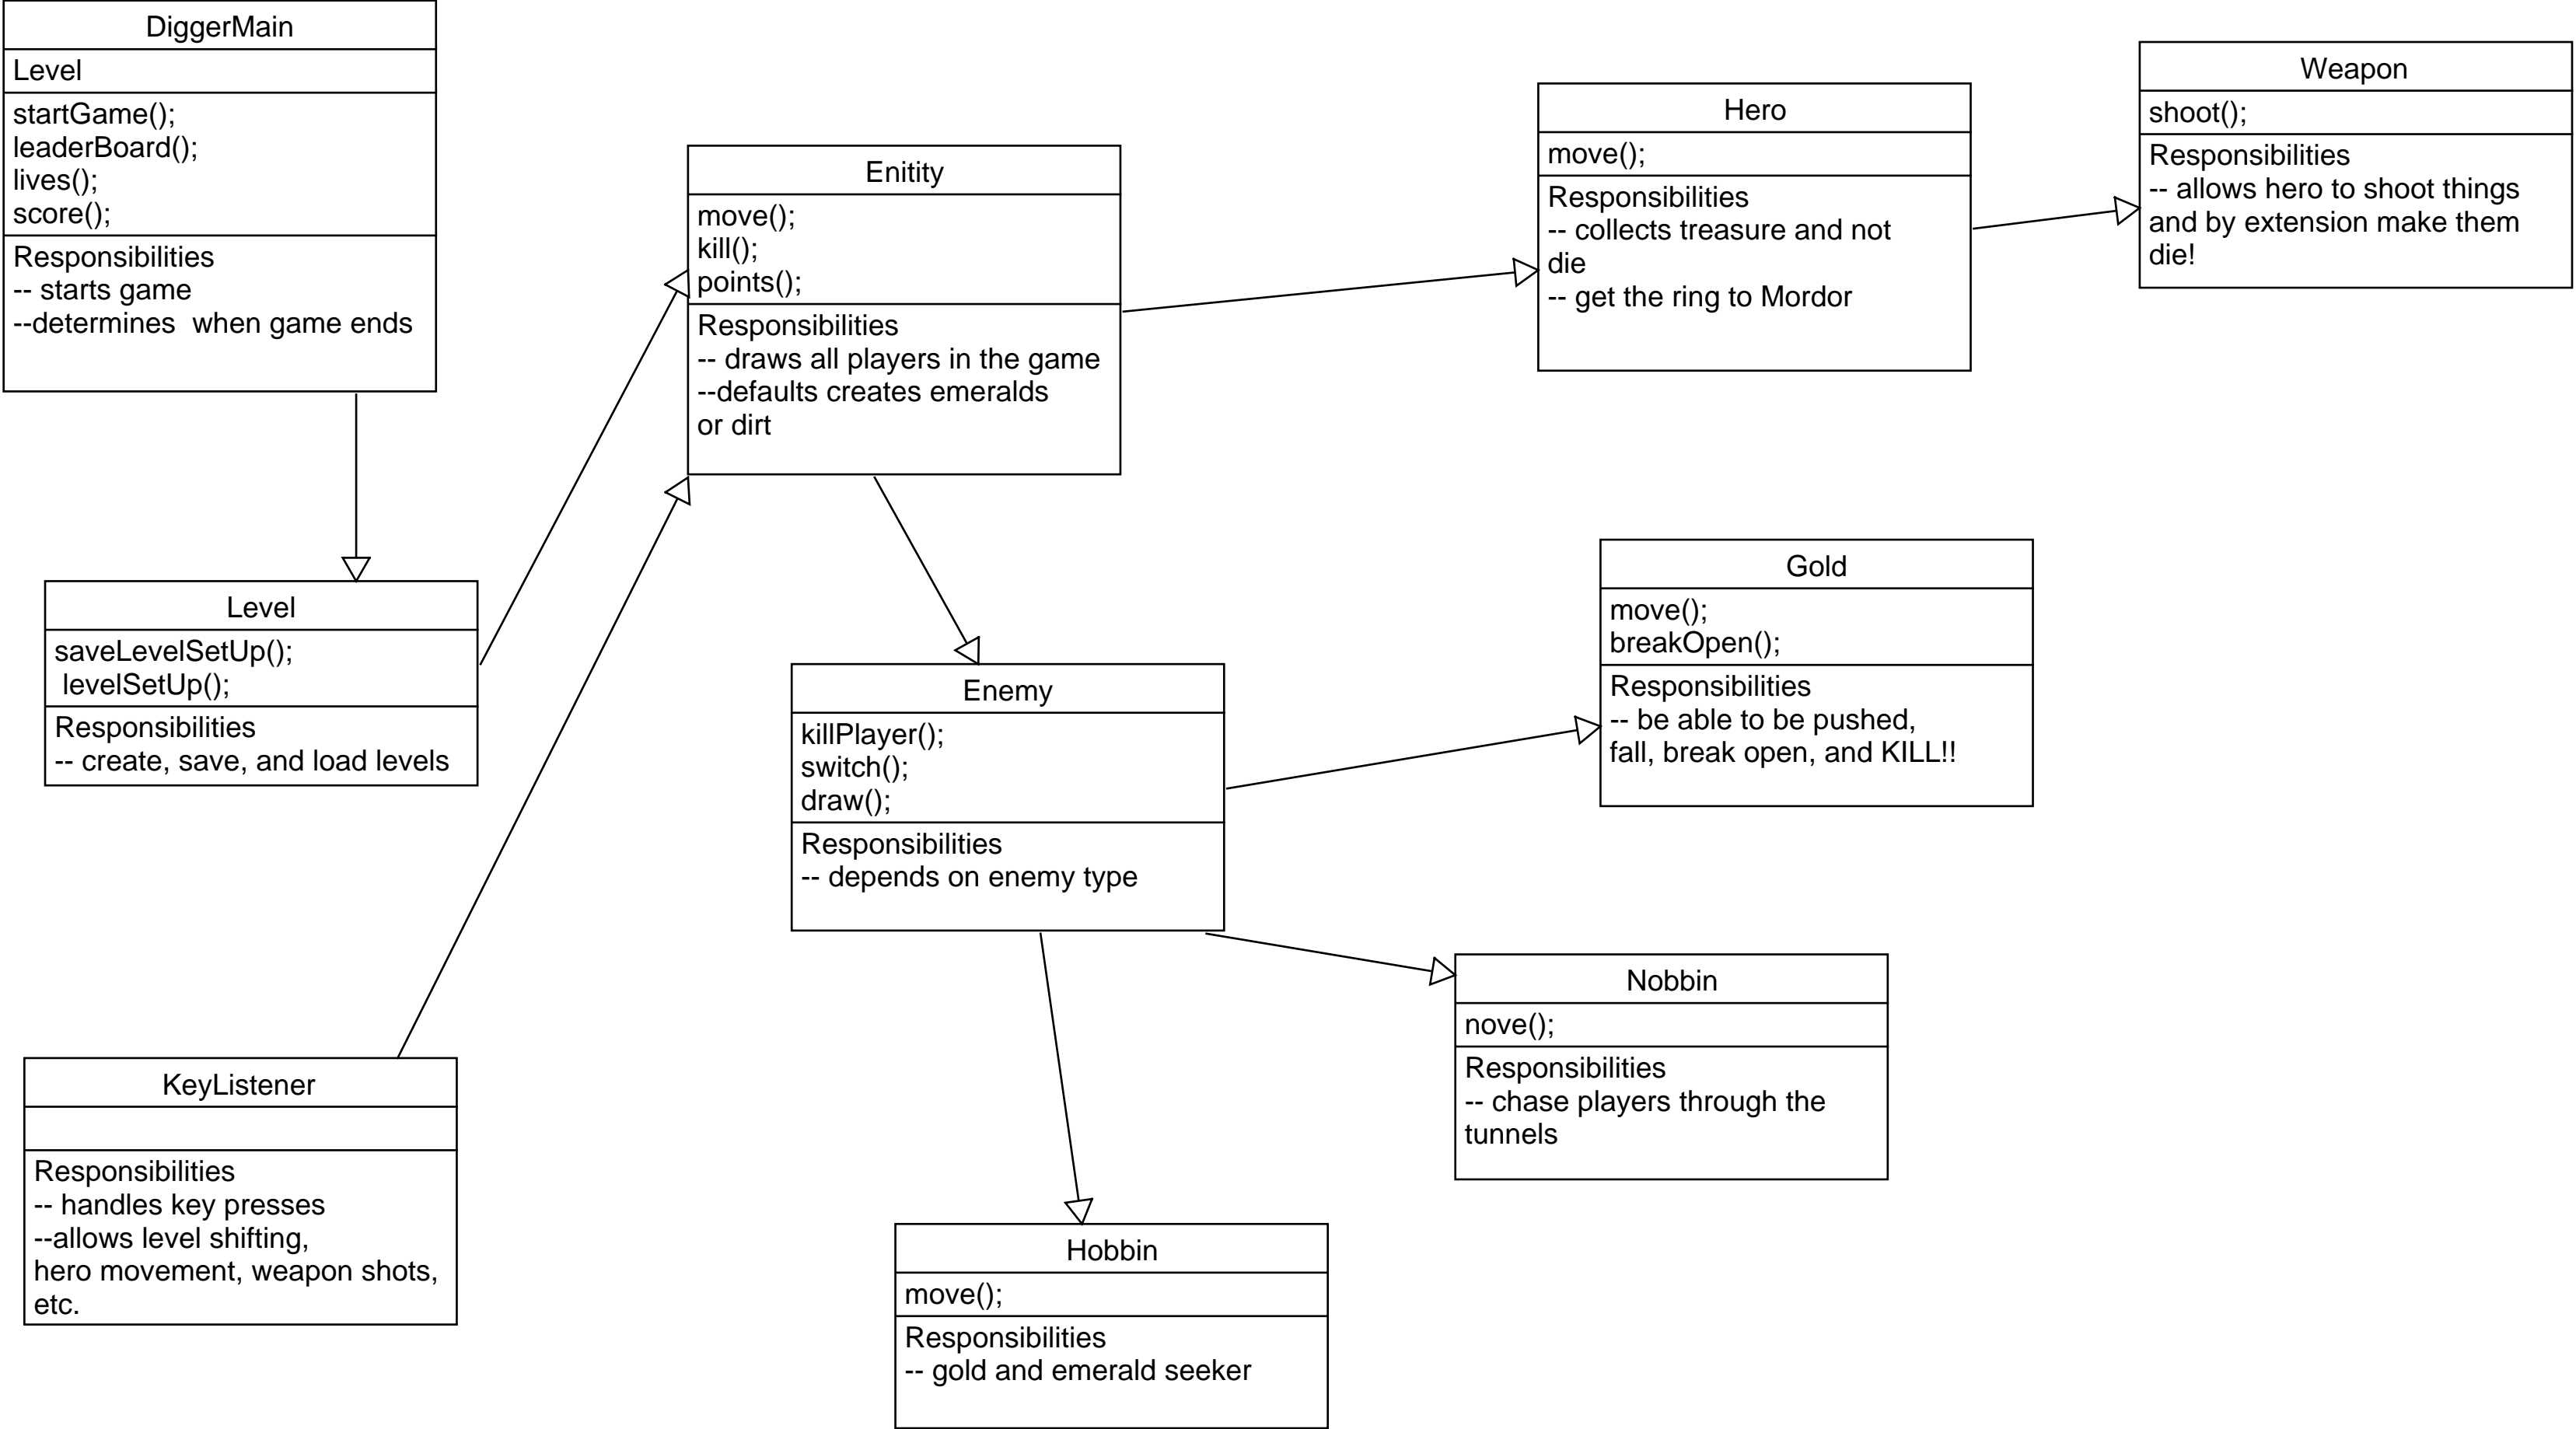 DiggerMain
Level
startGame();
leaderBoard();
lives();
score();
Responsibilities
-- starts game
--determines  when game ends
Level
saveLevelSetUp();
levelSetUp();
Responsibilities
-- create, save, and load levels
KeyListener
Responsibilities
-- handles key presses
--allows level shifting,
hero movement, weapon shots,
etc.
Enitity
move();
kill();
points();
Responsibilities
-- draws all players in the game
--defaults creates emeralds
or dirt
Enemy
killPlayer();
switch();
draw();
Responsibilities
-- depends on enemy type
Hobbin
move();
Responsibilities
-- gold and emerald seeker
Hero
move();
Responsibilities
-- collects treasure and not
die
-- get the ring to Mordor
Gold
move();
breakOpen();
Responsibilities
-- be able to be pushed,
fall, break open, and KILL!!
Nobbin
nove();
Responsibilities
-- chase players through the
tunnels
Weapon
shoot();
Responsibilities
-- allows hero to shoot things
and by extension make them
die!